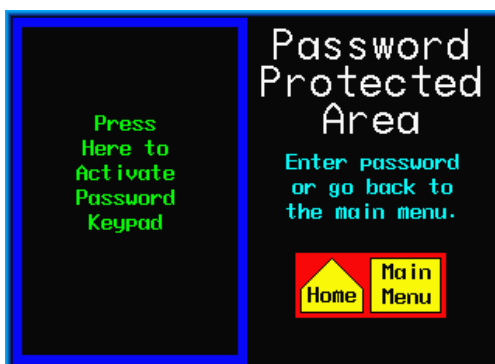 Press
Here to
Activate
Password
Keypad
Password
Protected
Area
Enter password
or go back to
the main menu.
Home
Main
Menu